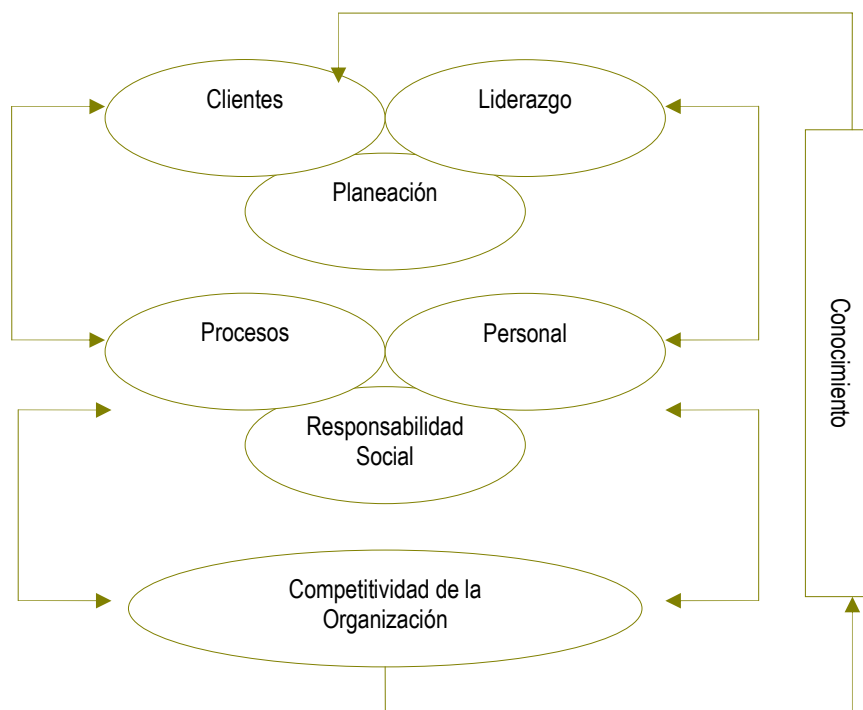 Clientes
Liderazgo
Planeación
Procesos
Personal
Responsabilidad
Social
Competitividad de la
Organización
Conocimiento